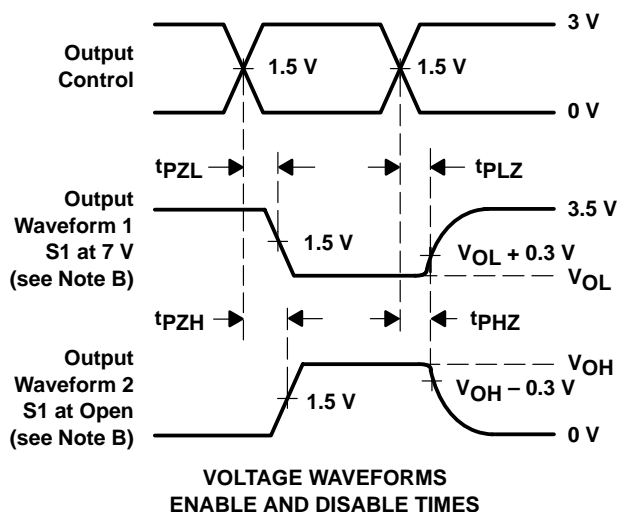 3 V
Output
Control
1.5 V
1.5 V
0 V
tPZL
tPLZ
Output
Waveform 1
S1 at 7 V
(see Note B)
3.5 V
1.5 V
VOL + 0.3 V
VOL
tPZH
tPHZ
Output
Waveform 2
S1 at Open
(see Note B)
VOH
VOH – 0.3 V
1.5 V
0 V
VOLTAGE WAVEFORMS
ENABLE AND DISABLE TIMES